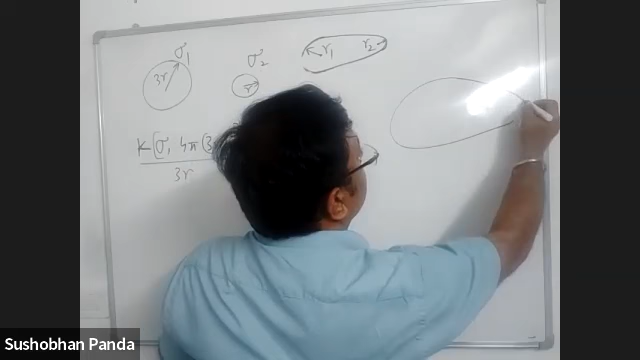 σ₁ σ₂ r₁ r₂
3r r
K[σ₁ 4π(3
3r
Sushobhan Panda